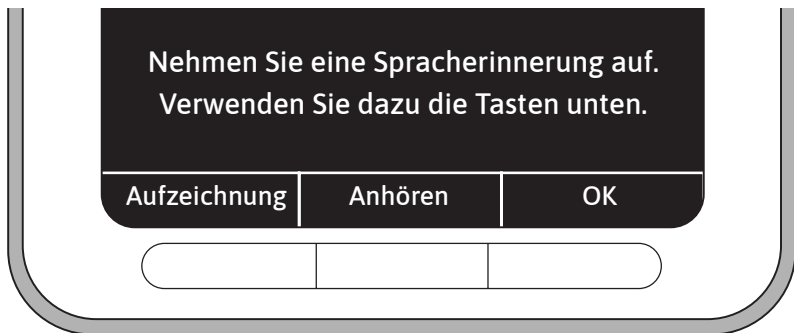 Nehmen Sie eine Spracherinnerung auf.
Verwenden Sie dazu die Tasten unten.
Aufzeichnung Anhören OK